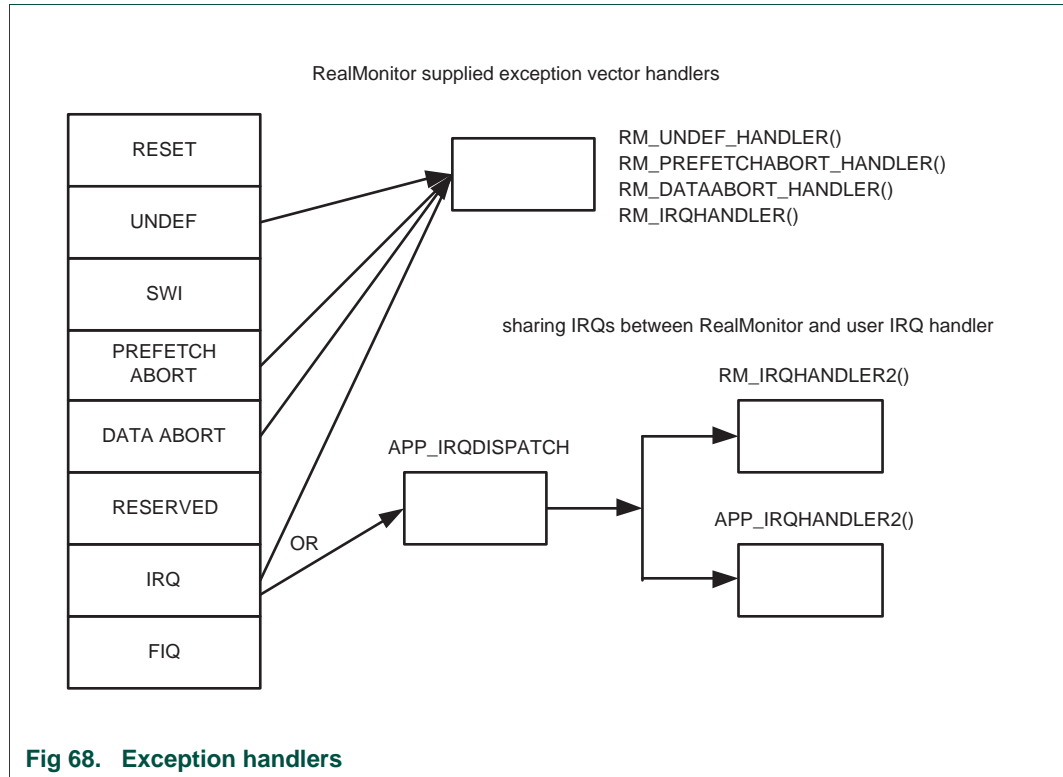 RealMonitor supplied exception vector handlers
RESET
UNDEF
SWI
PREFETCH
ABORT
DATA ABORT
RESERVED
IRQ
FIQ
RM_UNDEF_HANDLER()
RM_PREFETCHABORT_HANDLER()
RM_DATAABORT_HANDLER()
RM_IRQHANDLER()
sharing IRQs between RealMonitor and user IRQ handler
RM_IRQHANDLER2()
APP_IRQDISPATCH
APP_IRQHANDLER2()
OR
Fig 68. Exception handlers